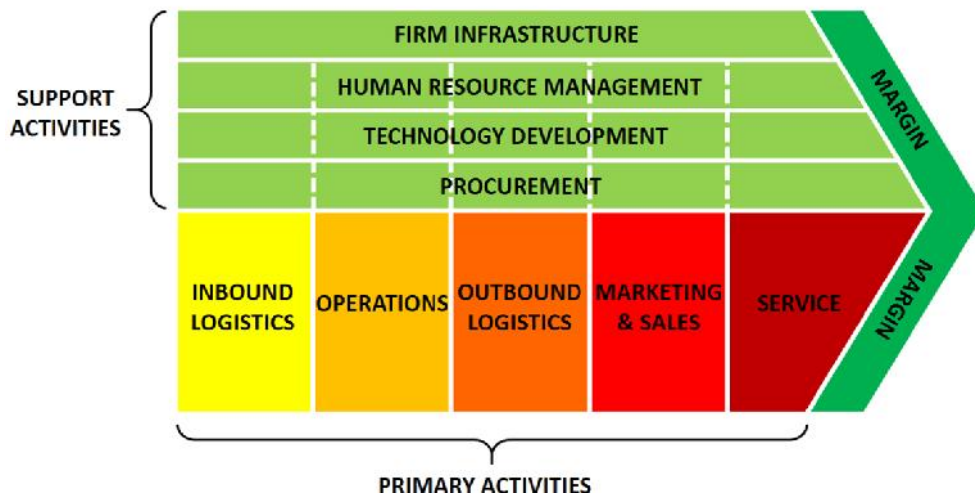 FIRM INFRASTRUCTURE
HUMAN RESOURCE MANAGEMENT
TECHNOLOGY DEVELOPMENT
PROCUREMENT
SUPPORT
ACTIVITIES
MARGIN
INBOUND
LOGISTICS
OPERATIONS
OUTBOUND
LOGISTICS
MARKETING
& SALES
SERVICE
MARGIN
PRIMARY ACTIVITIES